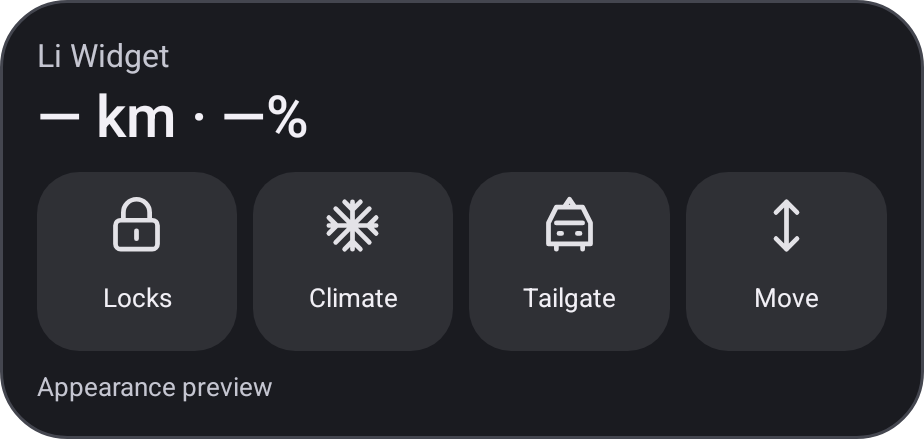 Li Widget
— km · —%
Locks
Climate
Tailgate
Move
Appearance preview